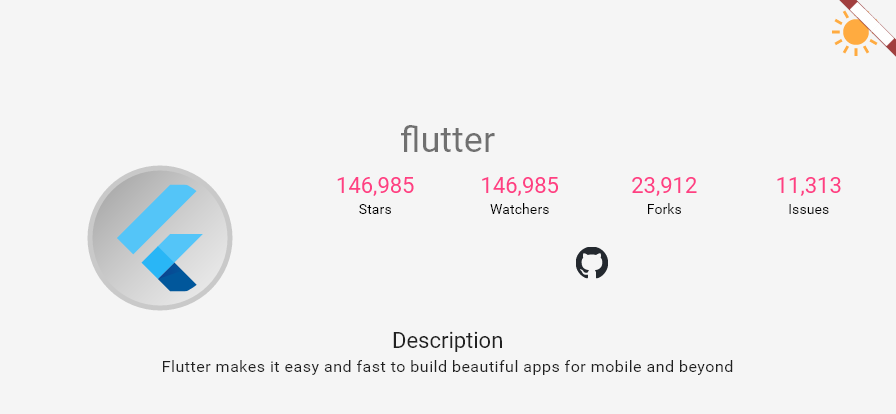 flutter
146,985 146,985 23,912 11,313
Stars Watchers Forks Issues
Description
Flutter makes it easy and fast to build beautiful apps for mobile and beyond